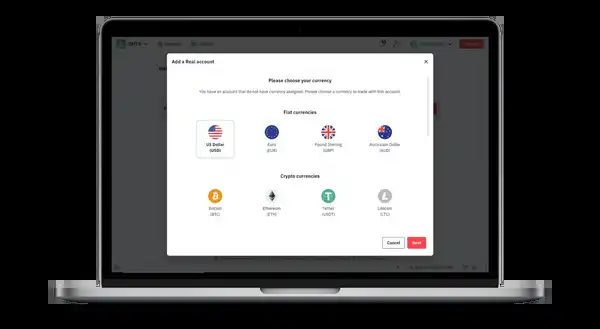 Add a Real account
Please choose your currency
You have an account that do not have currency assigned. Please choose a currency to trade with this account.
Fiat currencies
US Dollar
(USD)
Euro
(EUR)
Pound Sterling
(GBP)
Australian Dollar
(AUD)
Crypto currencies
Bitcoin
(BTC)
Ethereum
(ETH)
Tether
(USDT)
Litecoin
(LTC)
Cancel
Next